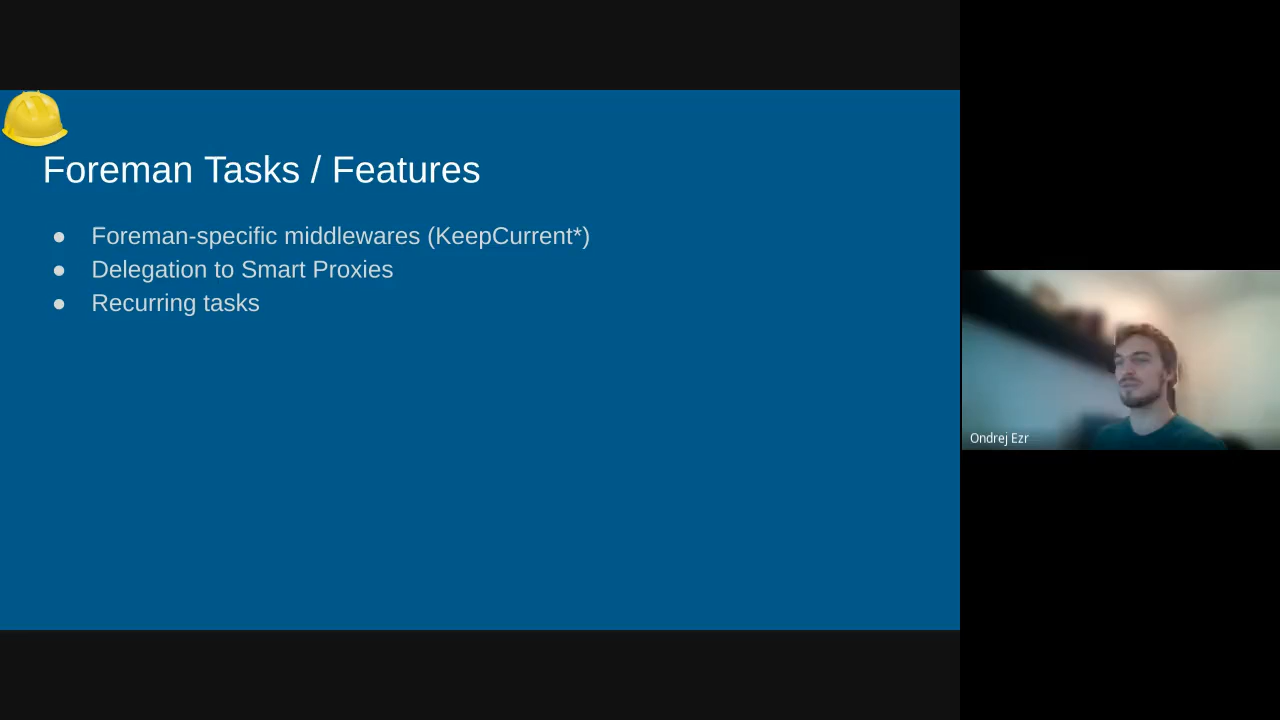 Foreman Tasks / Features
● Foreman-specific middlewares (KeepCurrent*)
● Delegation to Smart Proxies
● Recurring tasks
Ondrej Ezr